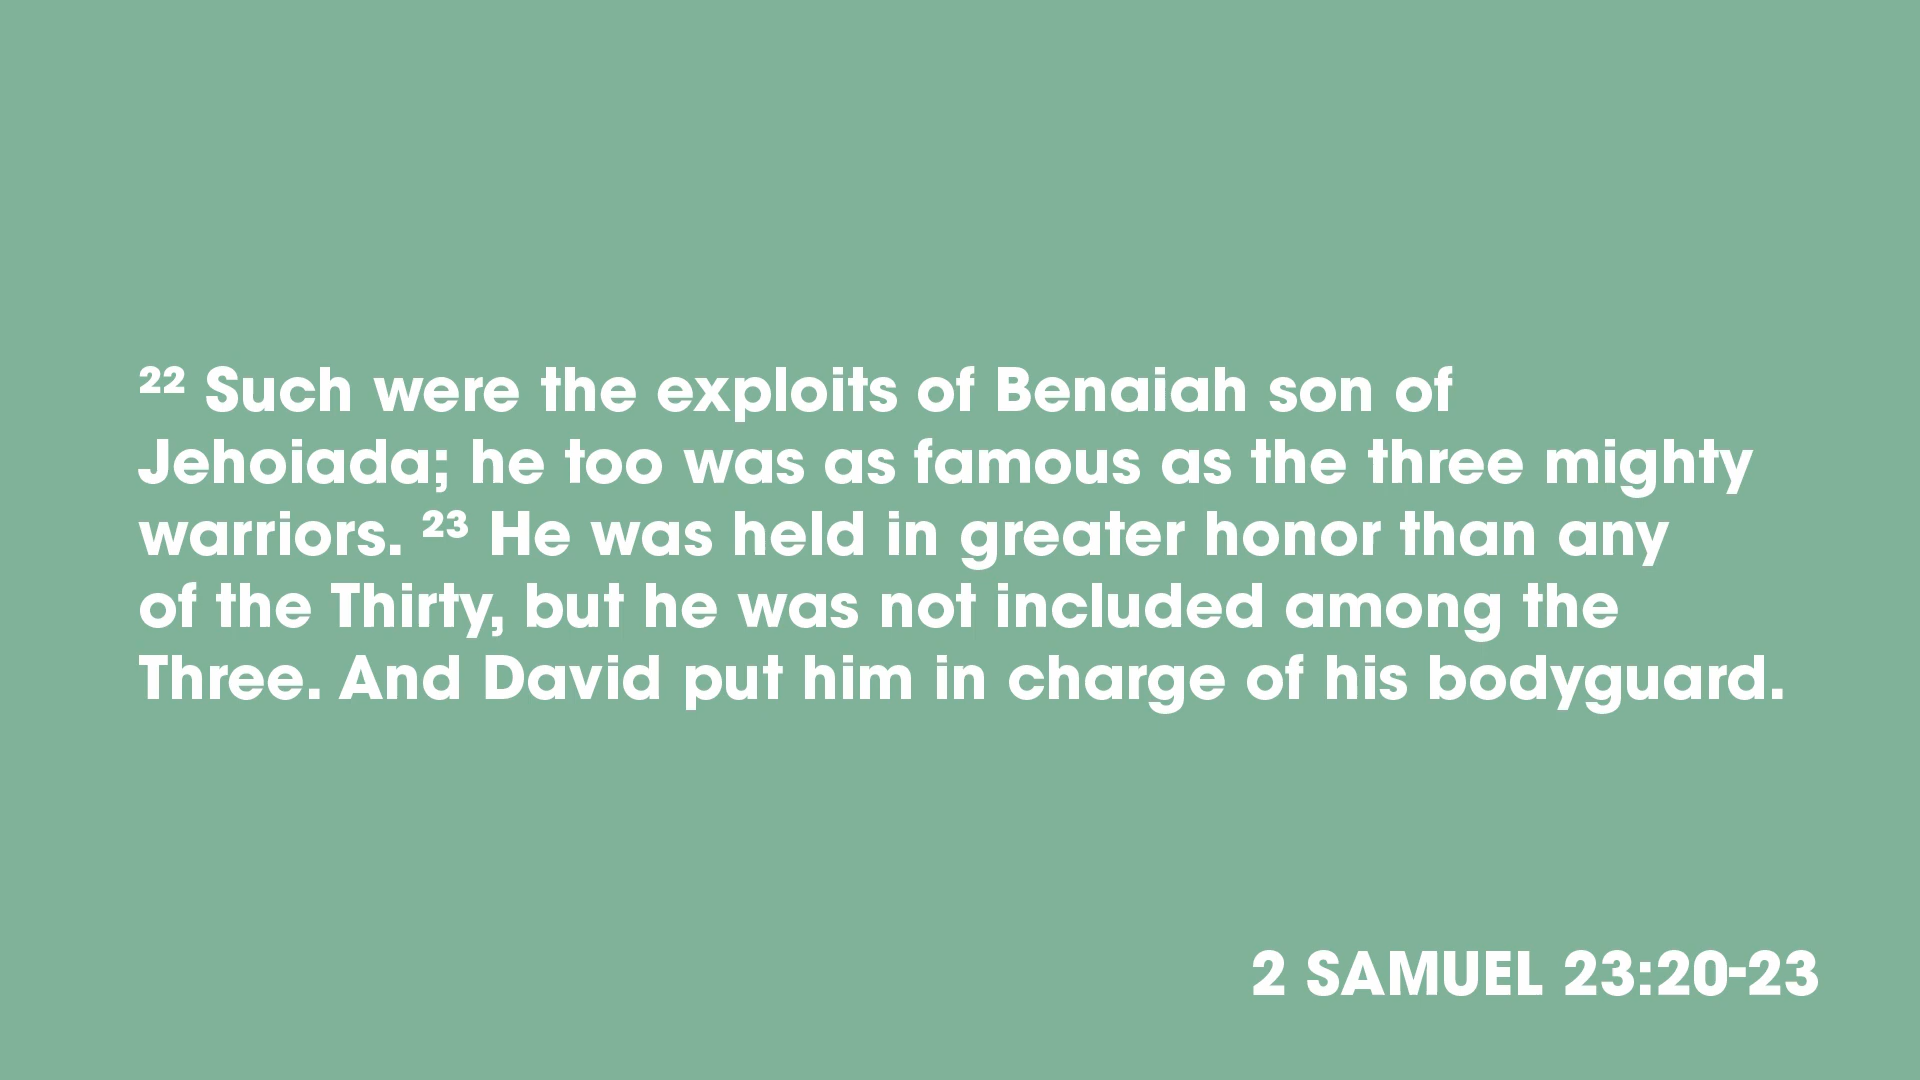 ²² Such were the exploits of Benaiah son of
Jehoiada; he too was as famous as the three mighty
warriors. ²³ He was held in greater honor than any
of the Thirty, but he was not included among the
Three. And David put him in charge of his bodyguard.
2 SAMUEL 23:20-23